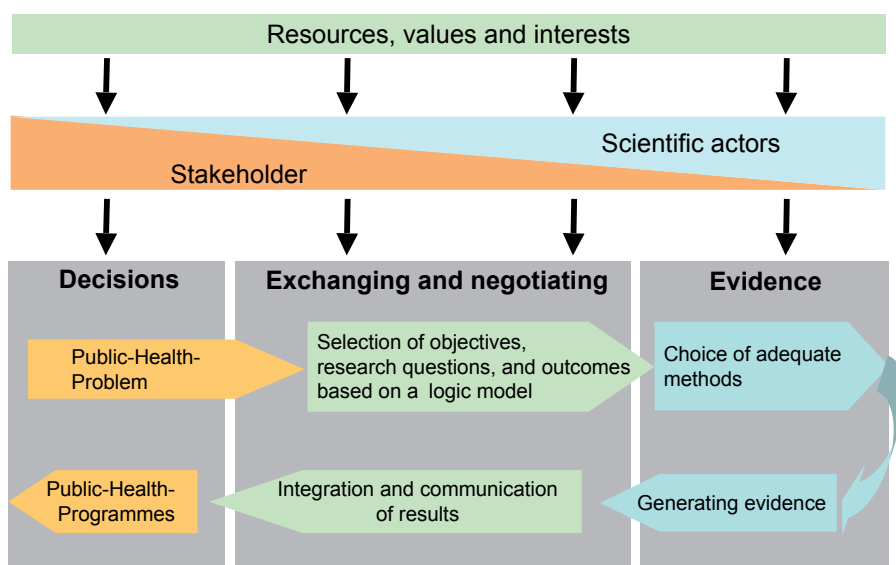 Resources, values and interests
Scientific actors
Stakeholder
Decisions
Exchanging and negotiating
Evidence
Public-Health-
Problem
Selection of objectives,
research questions, and outcomes
based on a logic model
Choice of adequate
methods
Public-Health-
Programmes
Integration and communication
of results
Generating evidence